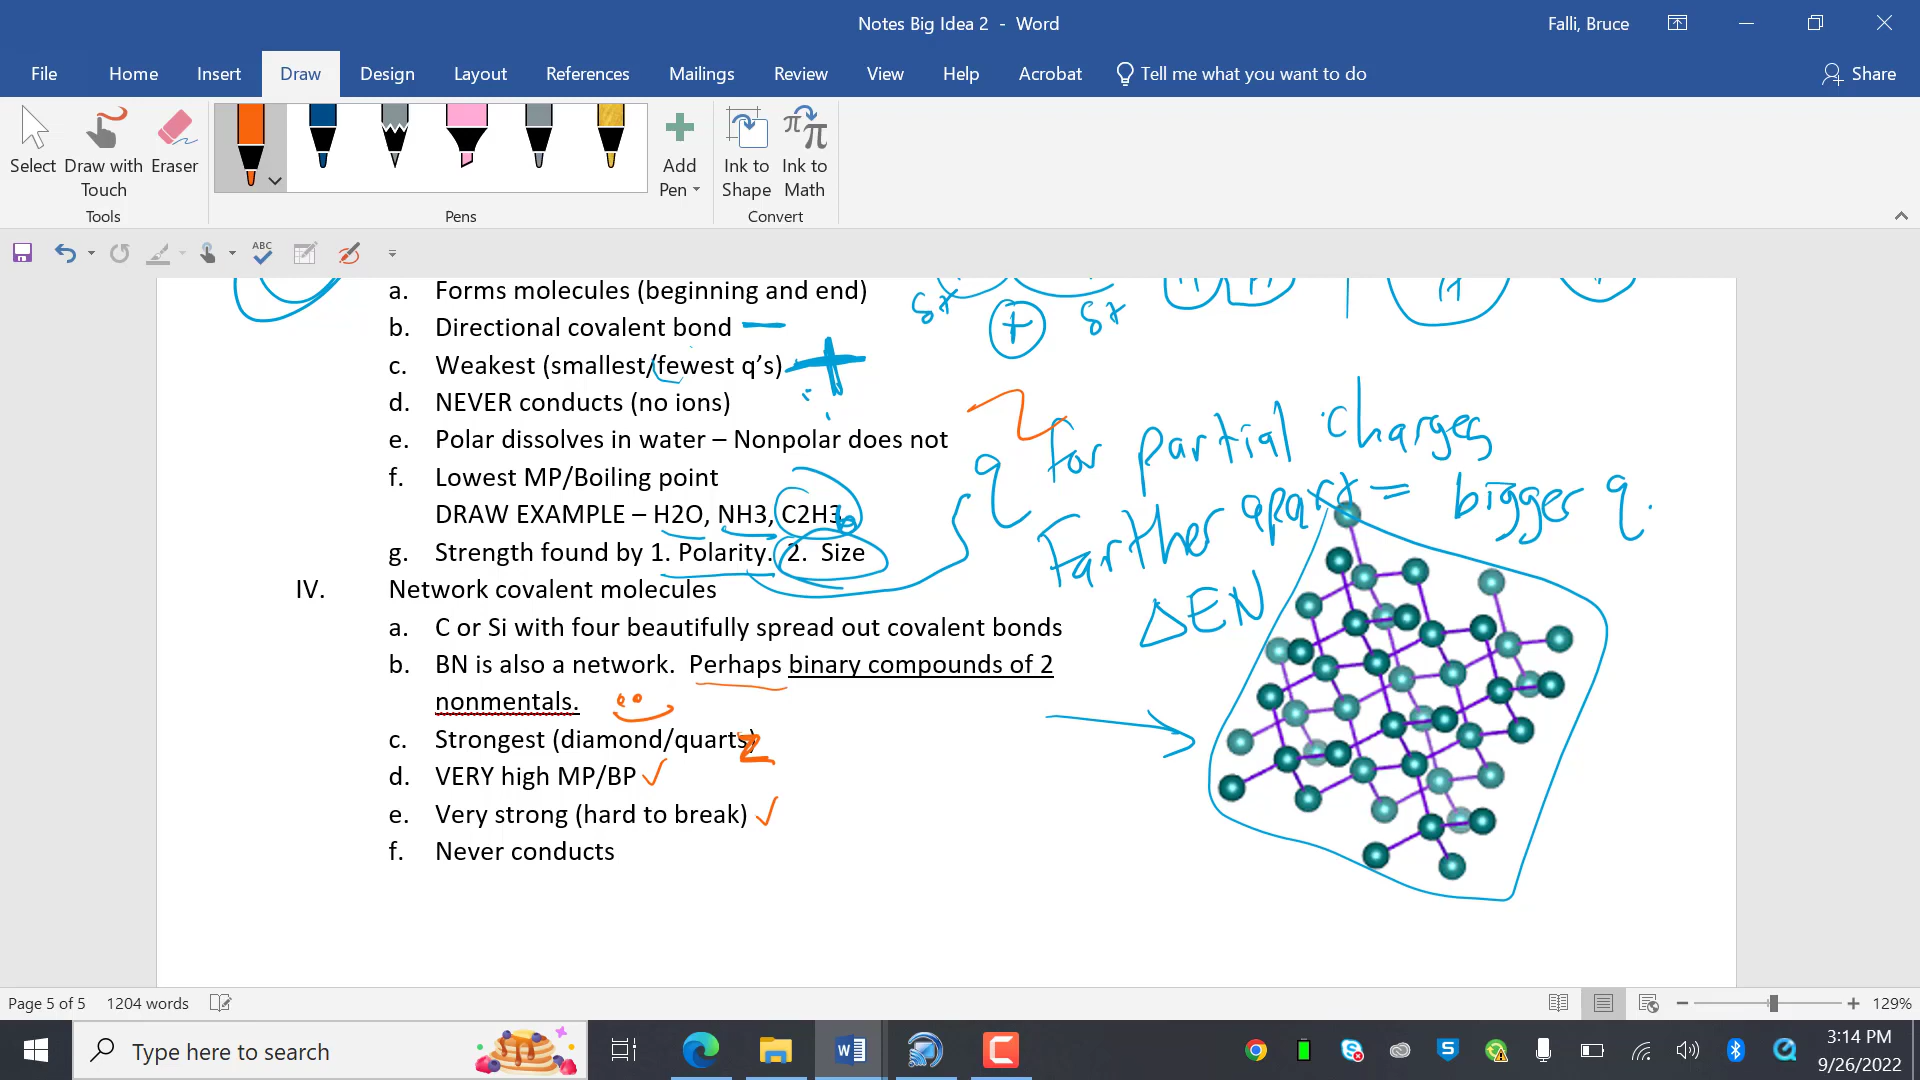 Notes Big Idea 2 - Word
Falli, Bruce
File Home Insert Draw Design Layout References Mailings Review View Help Acrobat Tell me what you want to do Share
Select Draw with Touch Eraser
Add Pen
Ink to Shape Ink to Math
Tools Pens Convert
ABC
a. Forms molecules (beginning and end)
δ+ + δ+
b. Directional covalent bond
c. Weakest (smallest/fewest q's) +
d. NEVER conducts (no ions)
e. Polar dissolves in water – Nonpolar does not
f. Lowest MP/Boiling point
DRAW EXAMPLE – H2O, NH3, C2H3
6
g. Strength found by 1. Polarity. 2. Size
q for partial charges
Farther apart = bigger q.
ΔEN
IV. Network covalent molecules
a. C or Si with four beautifully spread out covalent bonds
b. BN is also a network. Perhaps binary compounds of 2
nonmentals.
c. Strongest (diamond/quarts)
z
d. VERY high MP/BP ✓
e. Very strong (hard to break) ✓
f. Never conducts
Page 5 of 5 1204 words
129%
Type here to search
3:14 PM
9/26/2022